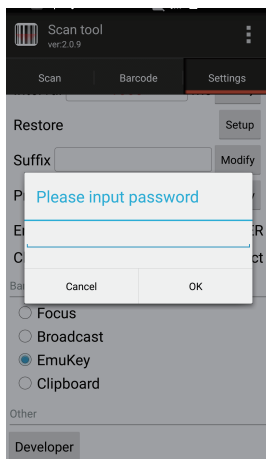 Scan tool
ver:2.0.9
Scan
Barcode
Settings
Restore
Setup
Suffix
Modify
Please input password
Cancel
OK
Focus
Broadcast
EmuKey
Clipboard
Other
Developer